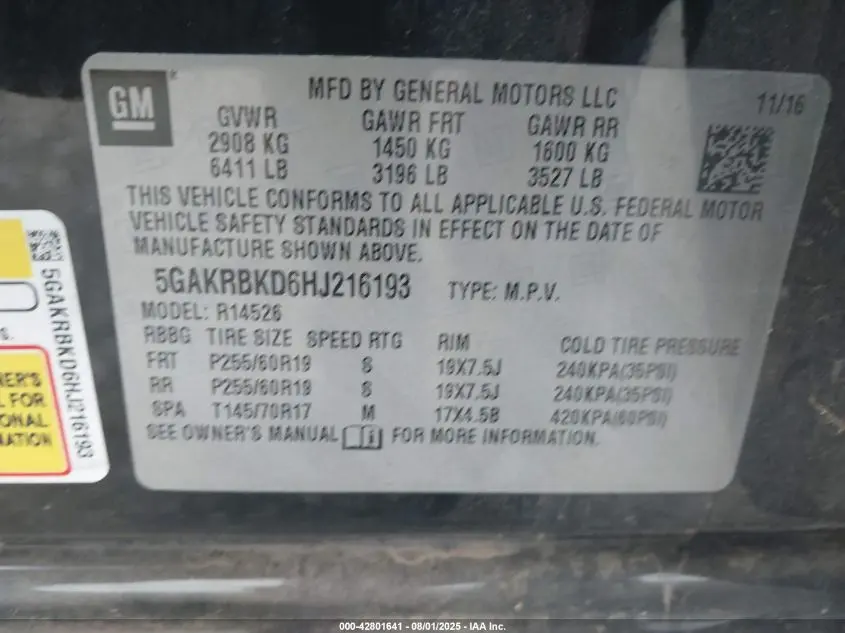 GM
®
MFD BY GENERAL MOTORS LLC
11/16
GVWR GAWR FRT GAWR RR
2908 KG 1450 KG 1600 KG
6411 LB 3196 LB 3527 LB
THIS VEHICLE CONFORMS TO ALL APPLICABLE U.S. FEDERAL MOTOR
VEHICLE SAFETY STANDARDS IN EFFECT ON THE DATE OF
MANUFACTURE SHOWN ABOVE.
5GAKRBKD6HJ216193 TYPE: M.P.V.
MODEL: R14526
RBBG TIRE SIZE SPEED RTG RIM COLD TIRE PRESSURE
FRT P255/60R19 S 19X7.5J 240KPA(35PSI)
RR P255/60R19 S 19X7.5J 240KPA(35PSI)
SPA T145/70R17 M 17X4.5B 420KPA(60PSI)
SEE OWNER'S MANUAL FOR MORE INFORMATION.
5GAKRBKD6HJ216193
S.
NER'S
L FOR
IONAL
MATION
000-42801641 - 08/01/2025 - IAA Inc.